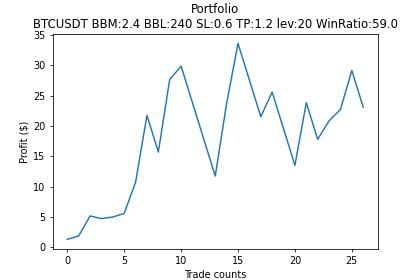 Portfolio
BTCUSDT BBM:2.4 BBL:240 SL:0.6 TP:1.2 lev:20 WinRatio:59.0
35
30
25
20
15
10
5
0
Profit ($)
0 5 10 15 20 25
Trade counts